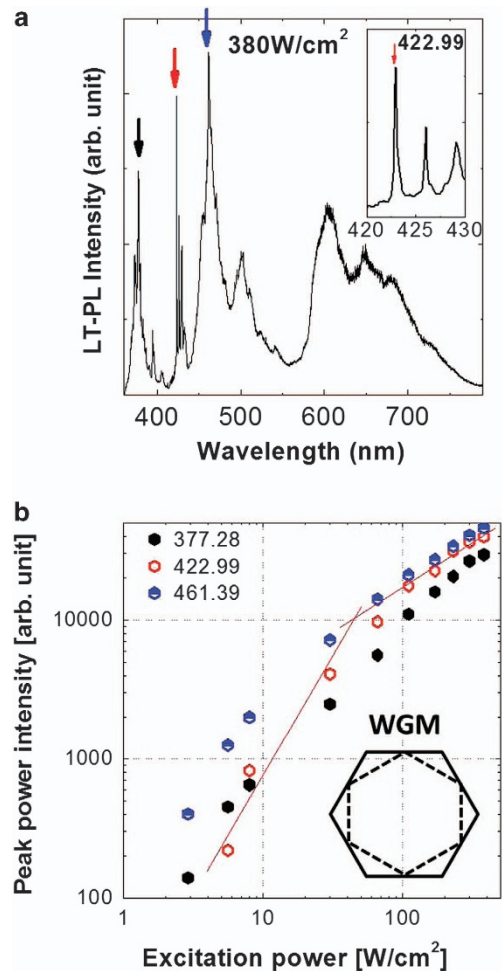 a
380W/cm²
422.99
420 425 430
LT-PL Intensity (arb. unit)
400 500 600 700
Wavelength (nm)
b
377.28
422.99
461.39
Peak power intensity [arb. unit]
10000
1000
100
WGM
1 10 100
Excitation power [W/cm²]